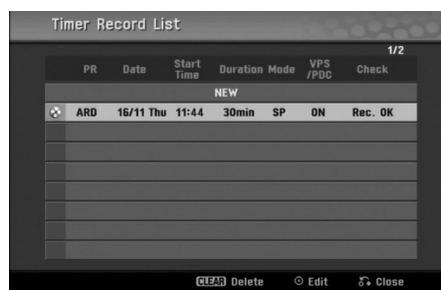 Timer Record List
1/2
PR Date Start Time Duration Mode VPS /PDC Check
NEW
ARD 16/11 Thu 11:44 30min SP ON Rec. OK
CLEAR Delete Edit Close